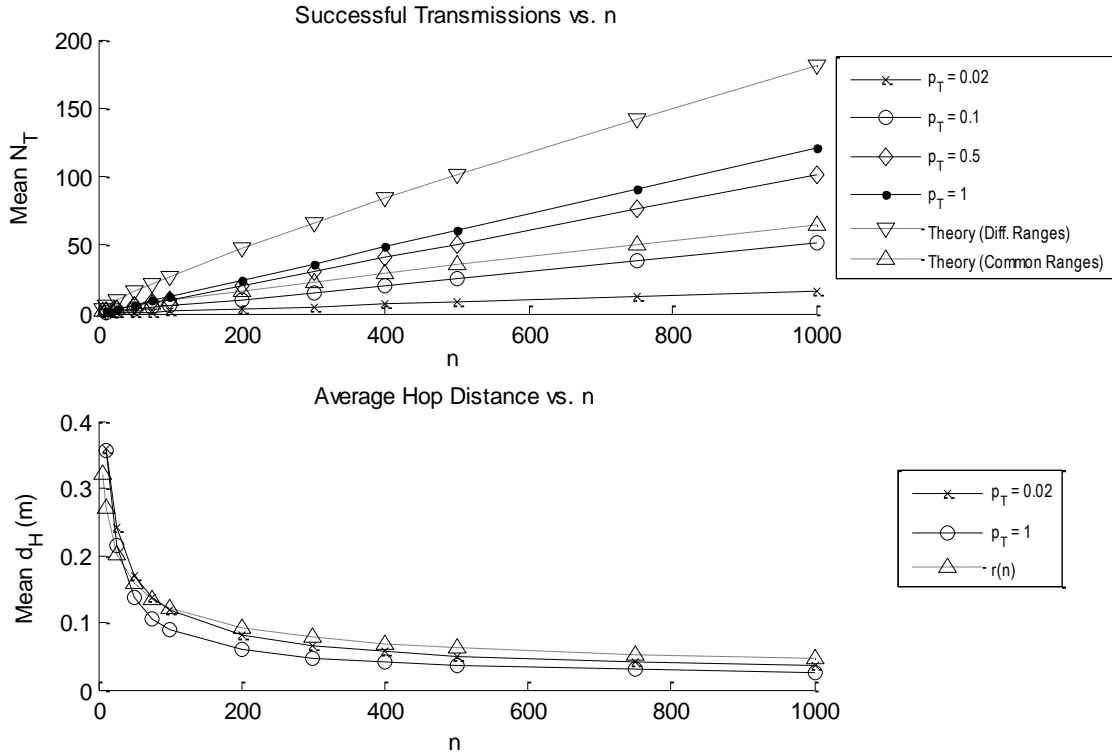 Successful Transmissions vs. n
Mean N_T
200
150
100
50
0
0 200 400 600 800 1000
n
p_T = 0.02
p_T = 0.1
p_T = 0.5
p_T = 1
Theory (Diff. Ranges)
Theory (Common Ranges)
Average Hop Distance vs. n
Mean d_H (m)
0.4
0.3
0.2
0.1
0
0 200 400 600 800 1000
n
p_T = 0.02
p_T = 1
r(n)